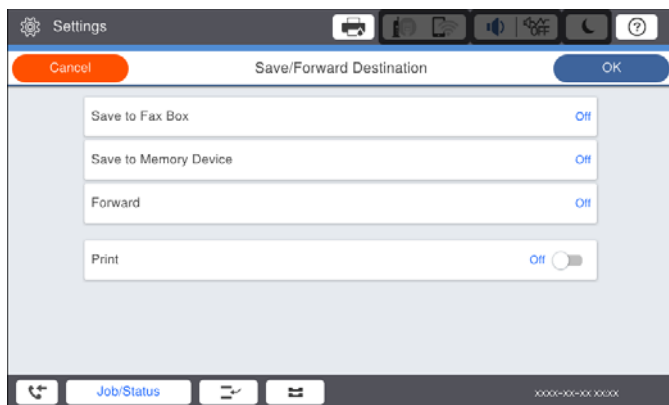 Settings
OFF
Cancel
Save/Forward Destination
OK
Save to Fax Box
Off
Save to Memory Device
Off
Forward
Off
Print
Off
Job/Status
xxxx-xx-xx xx:xx